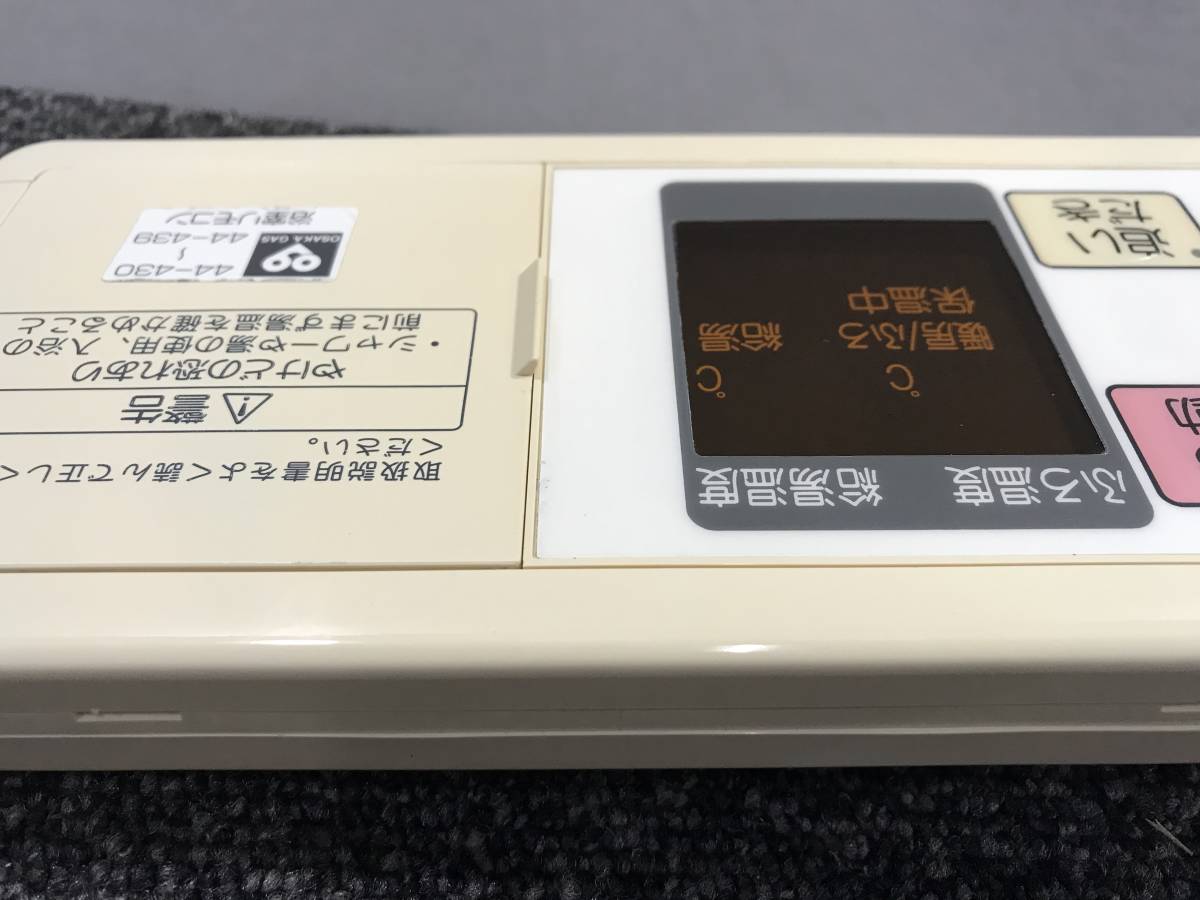 ふろ温度 給湯温度
℃ ℃
暖房/ふろ 給湯
保温中
動
追い
だき
取扱説明書をよく読んで正しく
ください。
警告
やけどの恐れあり
・シャワーや湯の使用、入浴の
前にまず湯温を確かめること
OSAKA GAS
44-430
〜
44-439
浴室リモコン